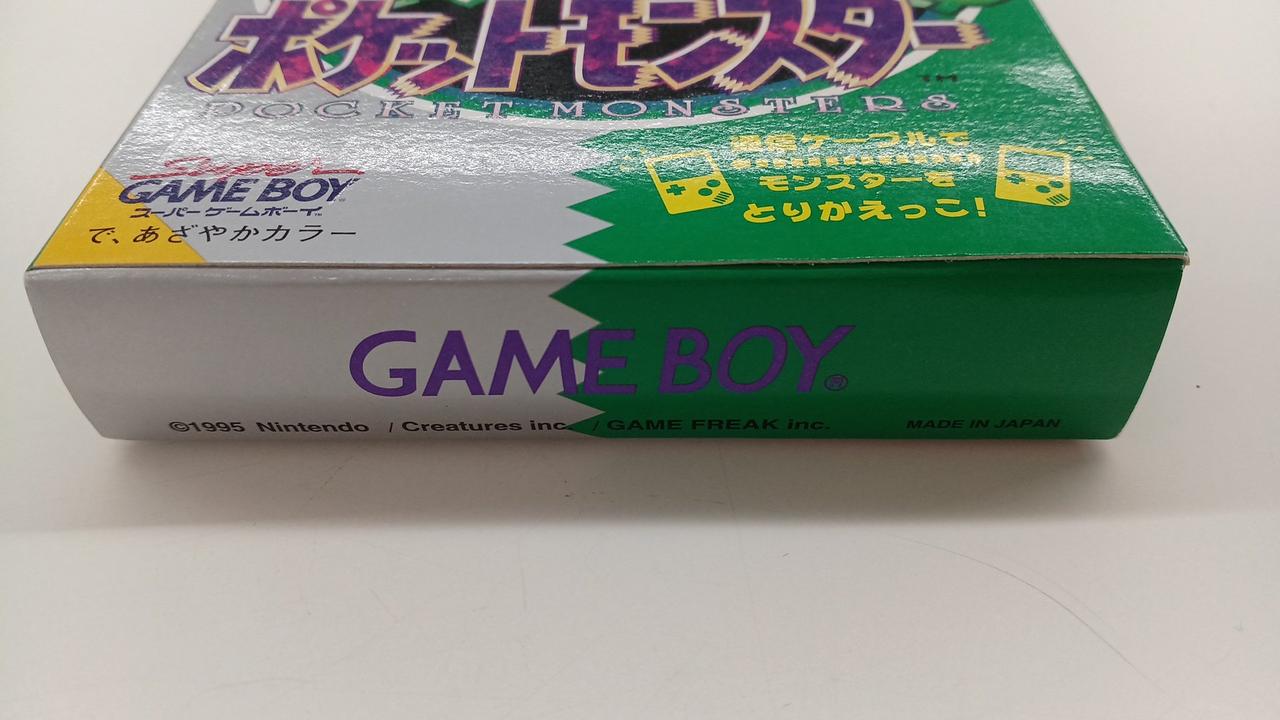 ポケットモンスター TM
POCKET MONSTERS
Super
GAME BOY
スーパーゲームボーイ
で、あざやかカラー
通信ケーブルで
モンスターを
とりかえっこ!
GAME BOY®
©1995 Nintendo / Creatures inc. / GAME FREAK inc. MADE IN JAPAN